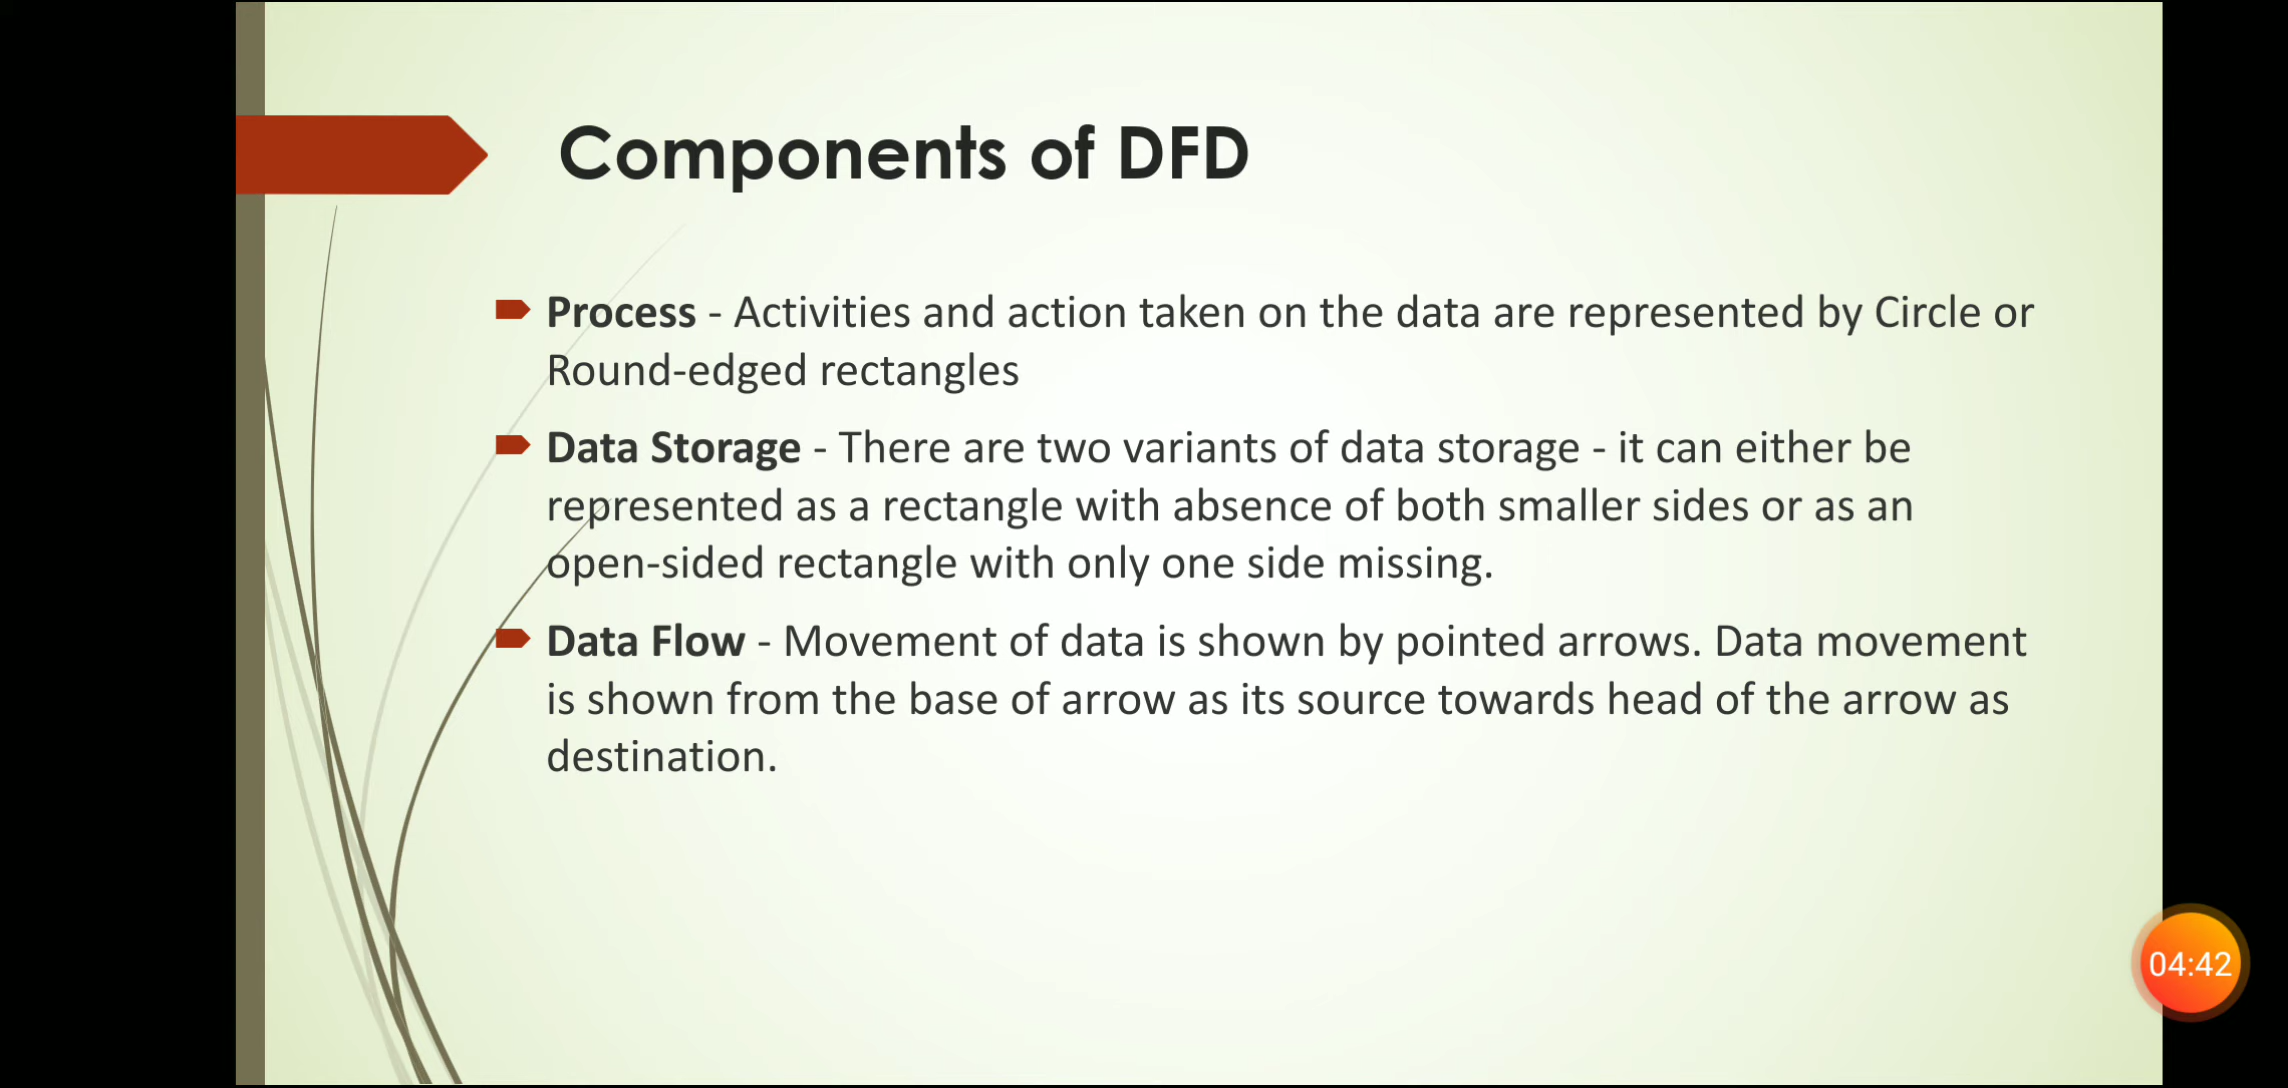 Components of DFD
Process - Activities and action taken on the data are represented by Circle or
Round-edged rectangles
Data Storage - There are two variants of data storage - it can either be
represented as a rectangle with absence of both smaller sides or as an
open-sided rectangle with only one side missing.
Data Flow - Movement of data is shown by pointed arrows. Data movement
is shown from the base of arrow as its source towards head of the arrow as
destination.
04:42